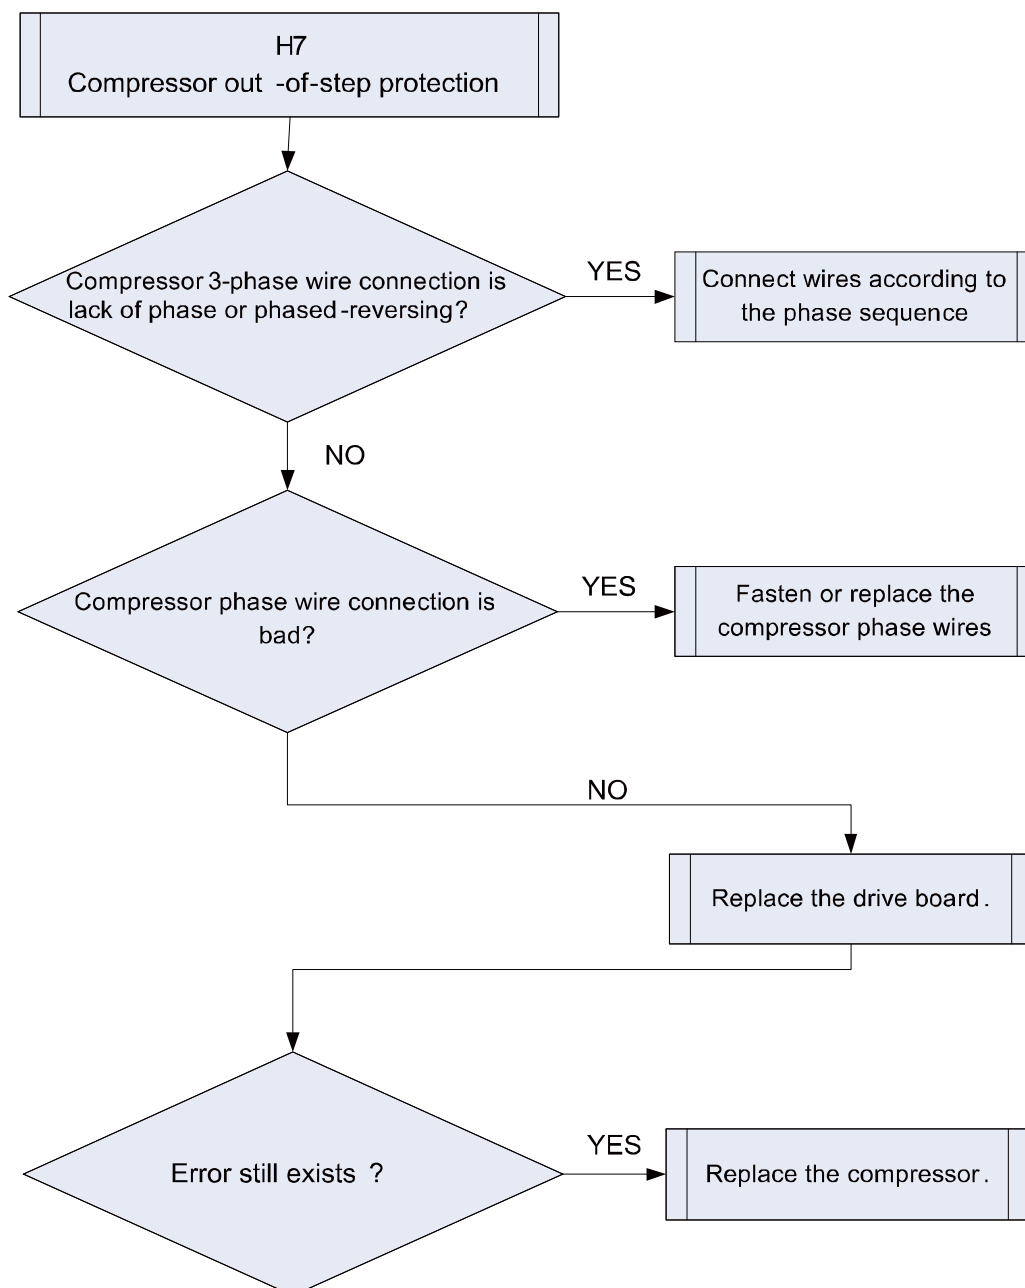 H7
Compressor out -of-step protection
Compressor 3-phase wire connection is
lack of phase or phased-reversing?
YES
Connect wires according to
the phase sequence
NO
Compressor phase wire connection is
bad?
YES
Fasten or replace the
compressor phase wires
NO
Replace the drive board.
Error still exists ?
YES
Replace the compressor.